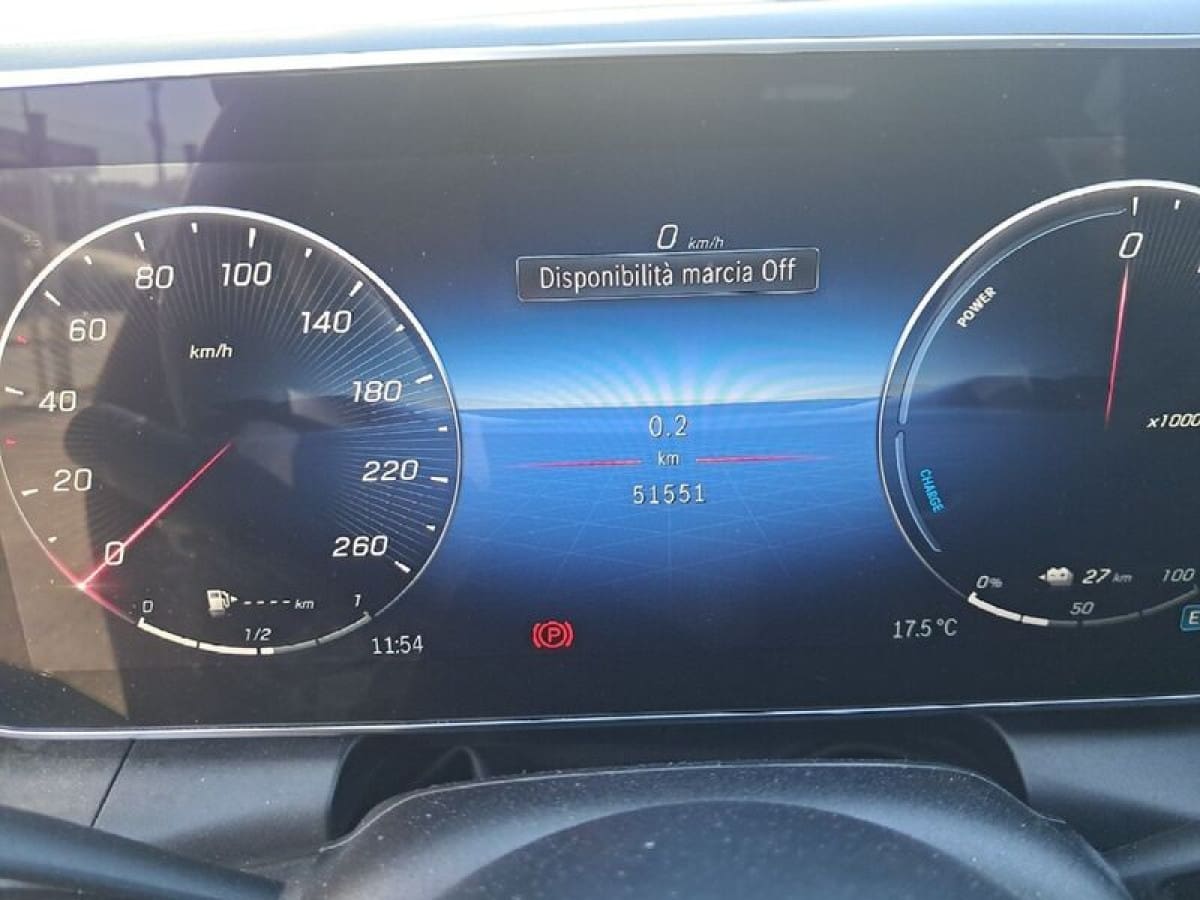 0 km/h
Disponibilità marcia Off
0.2
km
51551
km/h
0
20
40
60
80
100
140
180
220
260
0
1/2
1
----- km
11:54
P
17.5 °C
0
POWER
CHARGE
x1000
0%
50
100
27 km
E